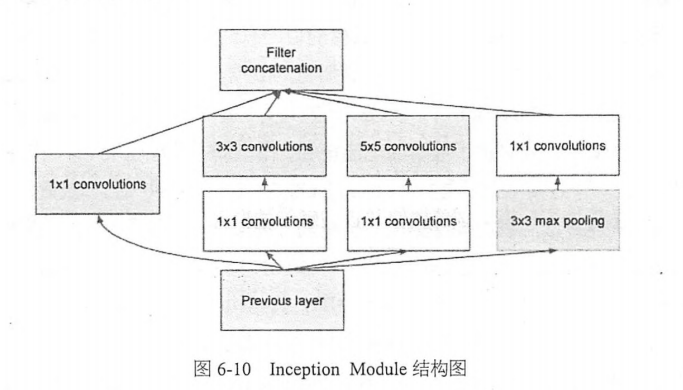 Filter
concatenation
3x3 convolutions
5x5 convolutions
1x1 convolutions
1x1 convolutions
1x1 convolutions
1x1 convolutions
3x3 max pooling
Previous layer
图 6-10 Inception Module 结构图